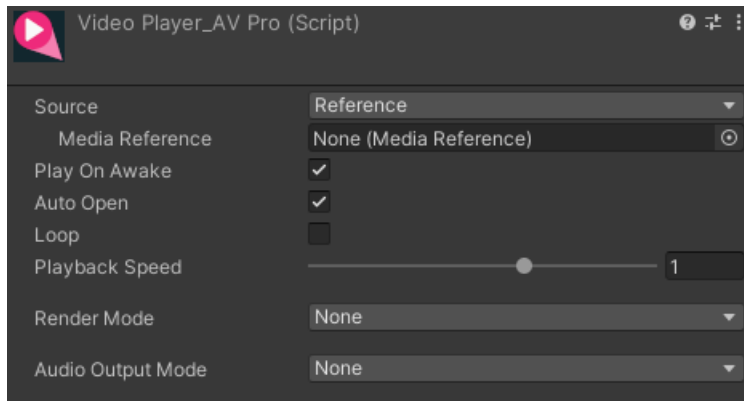 Video Player_AV Pro (Script)
Source Reference
Media Reference None (Media Reference)
Play On Awake
Auto Open
Loop
Playback Speed 1
Render Mode None
Audio Output Mode None